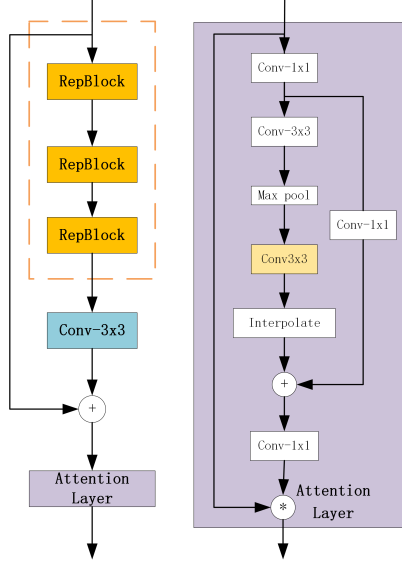 RepBlock
RepBlock
RepBlock
Conv-3x3
+
Attention
Layer
Conv-1x1
Conv-3x3
Max pool
Conv-1x1
Conv3x3
Interpolate
+
Conv-1x1
Attention
Layer
*